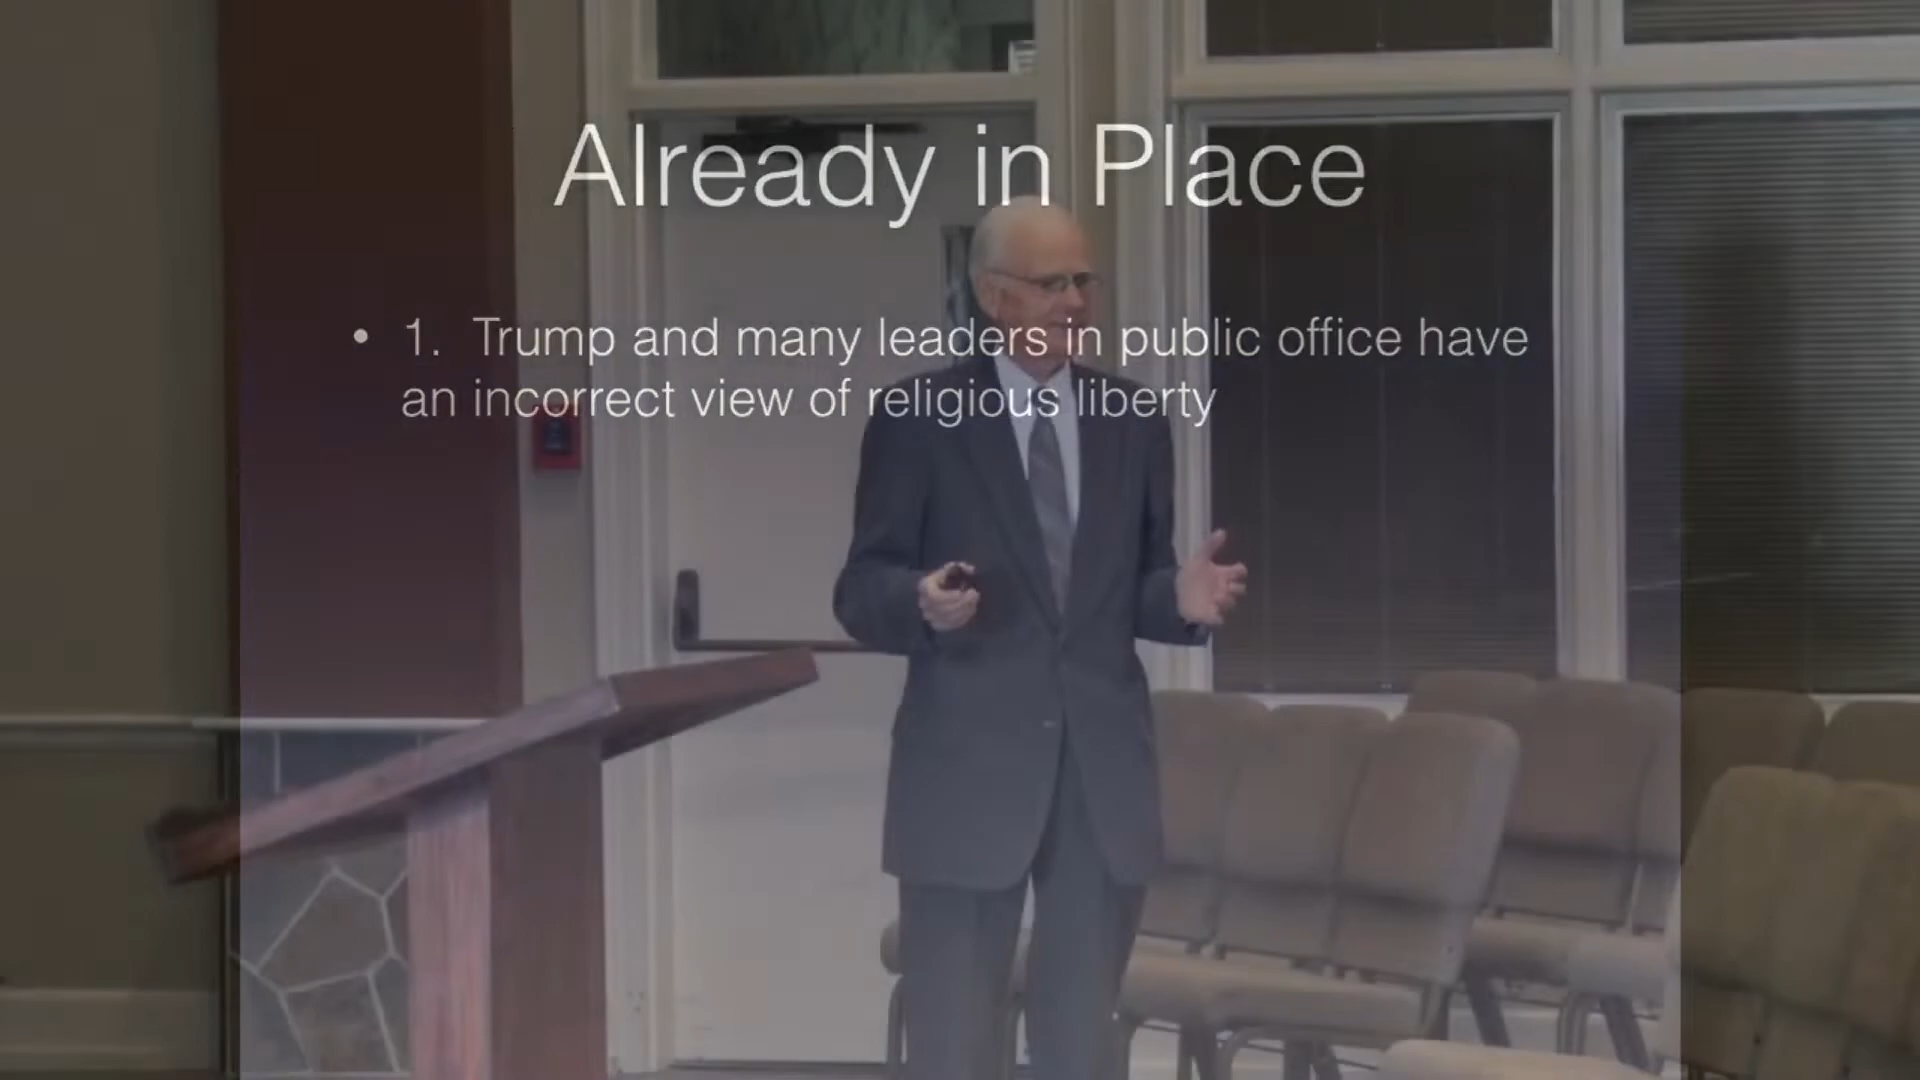 Already in Place
• 1. Trump and many leaders in public office have
an incorrect view of religious liberty